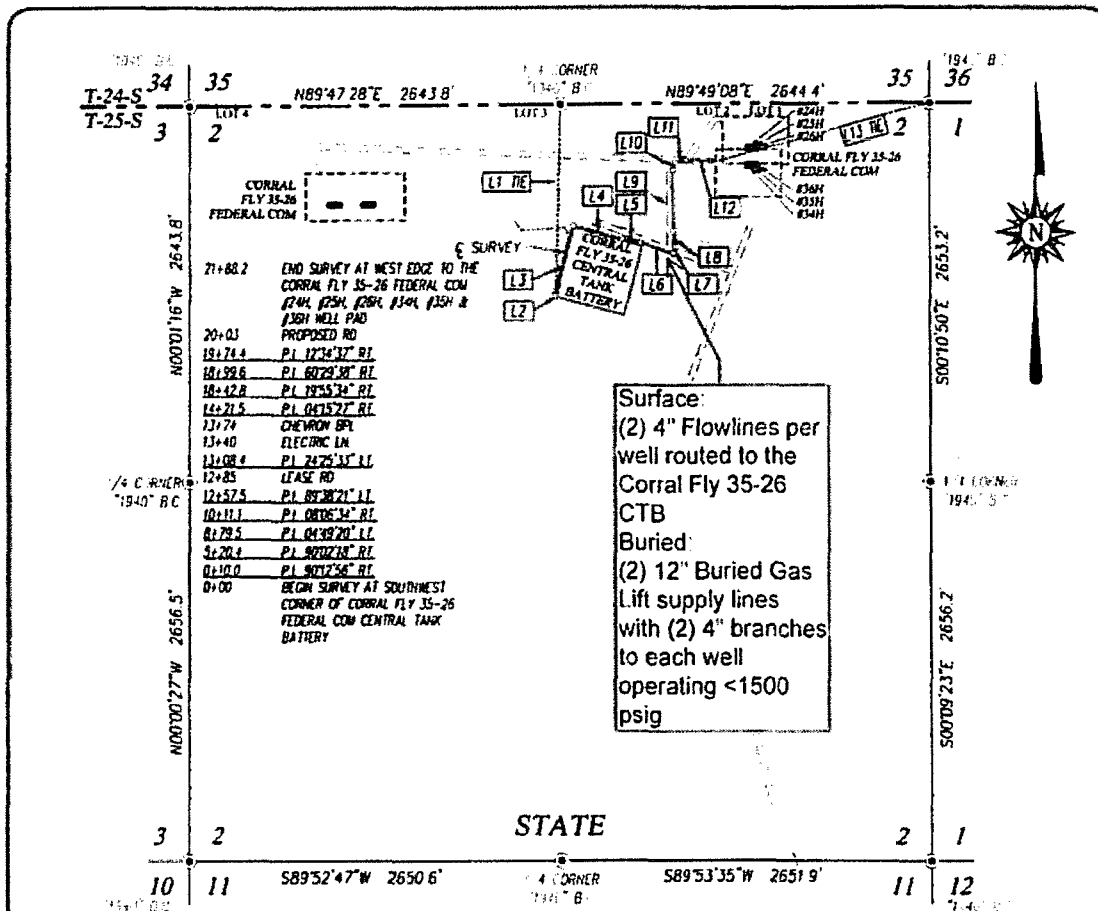 34 35
35 36
T-24-S
T-25-S
3 2
2 1
N89'47'28"E 2643.8'
N89'49'08"E 2644.4'
LOT 4
LOT 3
LOT 2
CORNER
#24H
#25H
#26H
L13 TIE
L11
L10
L1 TIE
L9
L4
L5
L12
CORRAL FLY 35-26
FEDERAL COM
#36H
#35H
#34H
CORRAL
FLY 35-26
FEDERAL COM
₵ SURVEY
L3
L2
CORRAL
FLY 35-26
CENTRAL
TANK
BATTERY
L8
L6
L7
N00'01'16"W 2643.8'
S00'10'50"E 2653.2'
21+88.2 END SURVEY AT WEST EDGE TO THE
CORRAL FLY 35-26 FEDERAL COM
#24H, #25H, #26H, #34H, #35H &
#36H WELL PAD
20+03 PROPOSED RD
19+74.4 P.I. 12'34'37" RT.
18+99.6 P.I. 60'29'38" RT.
18+42.8 P.I. 19'55'34" RT.
14+21.5 P.I. 04'15'27" RT.
13+74 CHEVRON BPL
13+40 ELECTRIC LN.
13+08.4 P.I. 24'25'33" LT.
12+85 LEASE RD
12+57.5 P.I. 89'38'21" LT.
10+11.1 P.I. 08'06'34" RT.
8+79.5 P.I. 04'49'20" LT.
5+20.4 P.I. 90'02'18" RT.
0+10.0 P.I. 90'12'56" RT.
0+00 BEGIN SURVEY AT SOUTHWEST
CORNER OF CORRAL FLY 35-26
FEDERAL COM CENTRAL TANK
BATTERY
1/4 CORNER
"1940" B.C.
1/4 CORNER
N
Surface:
(2) 4" Flowlines per
well routed to the
Corral Fly 35-26
CTB
Buried:
(2) 12" Buried Gas
Lift supply lines
with (2) 4" branches
to each well
operating <1500
psig
N00'00'27"W 2656.5'
S00'09'23"E 2656.2'
STATE
3 2
2 1
10 11
11 12
S89'52'47"W 2650.6'
S89'53'35"W 2651.9'
CORNER